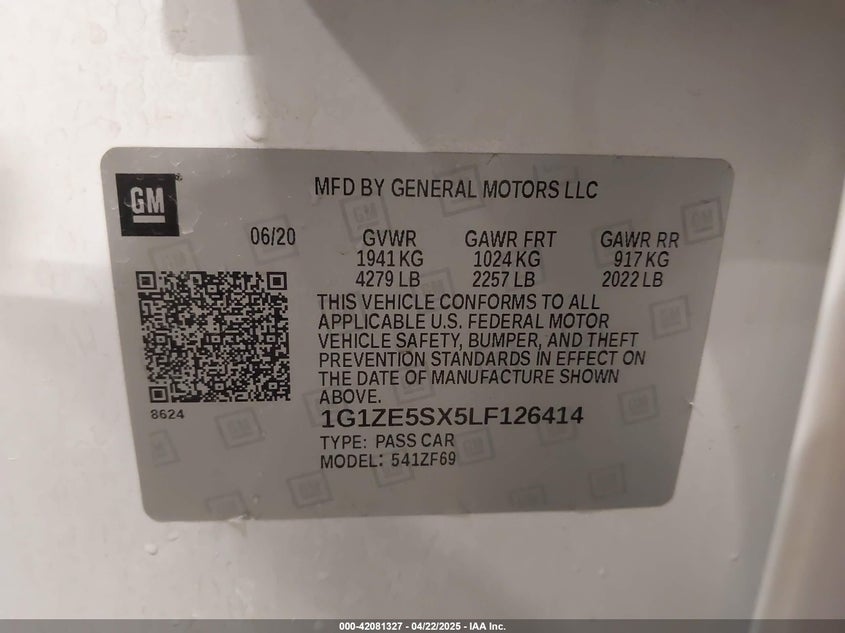 GM
MFD BY GENERAL MOTORS LLC
06/20 GVWR GAWR FRT GAWR RR
1941 KG 1024 KG 917 KG
4279 LB 2257 LB 2022 LB
THIS VEHICLE CONFORMS TO ALL
APPLICABLE U.S. FEDERAL MOTOR
VEHICLE SAFETY, BUMPER, AND THEFT
PREVENTION STANDARDS IN EFFECT ON
THE DATE OF MANUFACTURE SHOWN
ABOVE.
8624
1G1ZE5SX5LF126414
TYPE: PASS CAR
MODEL: 541ZF69
000-42081327 - 04/22/2025 - IAA Inc.